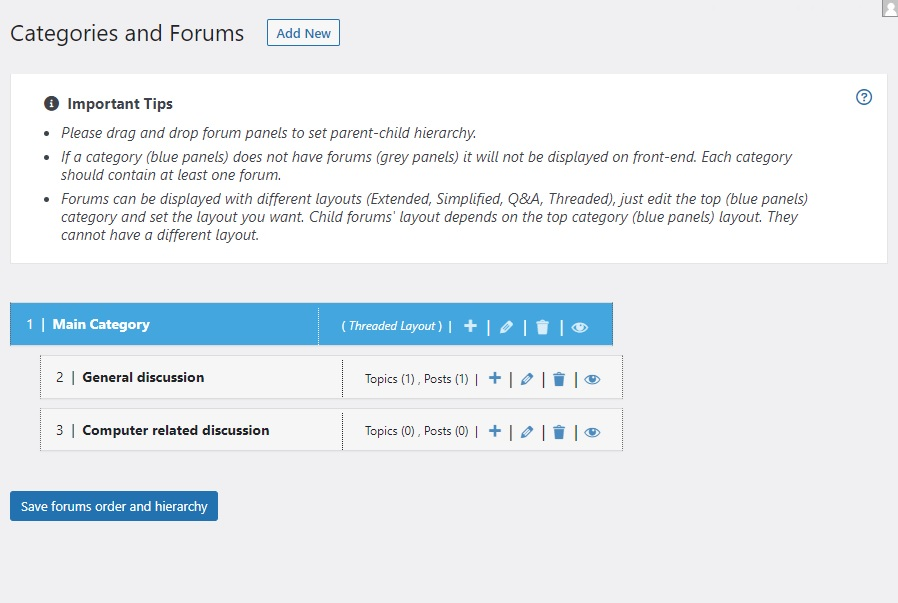 Categories and Forums Add New
Important Tips
Please drag and drop forum panels to set parent-child hierarchy.
If a category (blue panels) does not have forums (grey panels) it will not be displayed on front-end. Each category
should contain at least one forum.
Forums can be displayed with different layouts (Extended, Simplified, Q&A, Threaded), just edit the top (blue panels)
category and set the layout you want. Child forums' layout depends on the top category (blue panels) layout. They
cannot have a different layout.
1 | Main Category ( Threaded Layout ) | | | |
2 | General discussion Topics (1) , Posts (1) | | | |
3 | Computer related discussion Topics (0) , Posts (0) | | | |
Save forums order and hierarchy